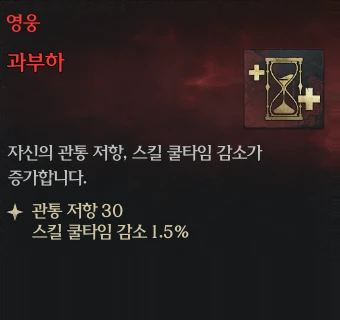 영웅
과부하
자신의 관통 저항, 스킬 쿨타임 감소가
증가합니다.
관통 저항 30
스킬 쿨타임 감소 1.5%